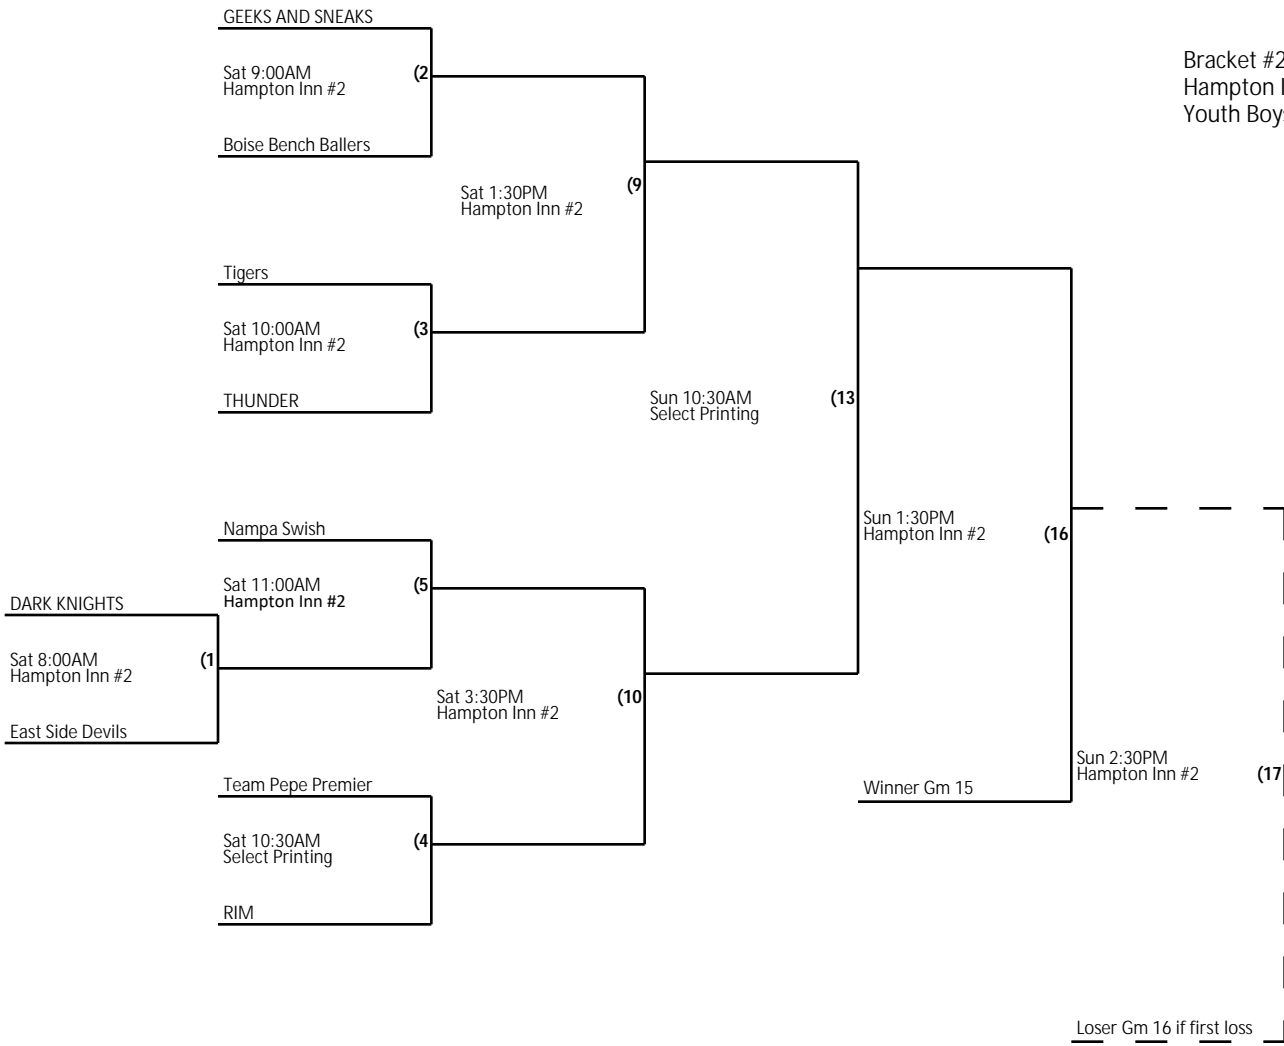 GEEKS AND SNEAKS
Sat 9:00AM
Hampton Inn #2
(2
Boise Bench Ballers
Bracket #2
Hampton
Youth Boys
Sat 1:30PM
Hampton Inn #2
(9
Tigers
Sat 10:00AM
Hampton Inn #2
(3
THUNDER
Sun 10:30AM
Select Printing
(13
Nampa Swish
Sat 11:00AM
Hampton Inn #2
(5
Sun 1:30PM
Hampton Inn #2
(16
DARK KNIGHTS
Sat 8:00AM
Hampton Inn #2
(1
East Side Devils
Sat 3:30PM
Hampton Inn #2
(10
Team Pepe Premier
Sat 10:30AM
Select Printing
(4
RIM
Winner Gm 15
Sun 2:30PM
Hampton Inn #2
(17
Loser Gm 16 if first loss